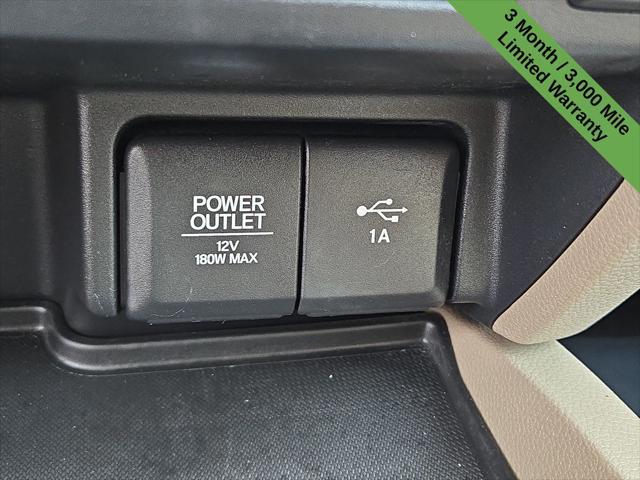 3 Month / 3,000 Mile
Limited Warranty
POWER
OUTLET
12V
180W MAX
1A